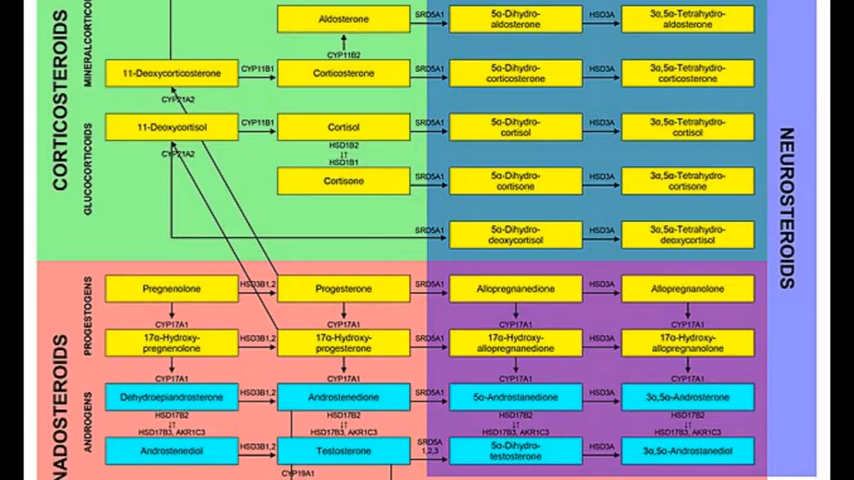 CORTICOSTEROIDS
MINERALCORTICO
Aldosterone
SRD5A1
5α-Dihydro-
aldosterone
HSD3A
3α,5α-Tetrahydro-
aldosterone
CYP11B2
11-Deoxycorticosterone
CYP11B1
Corticosterone
SRD5A1
5α-Dihydro-
corticosterone
HSD3A
3α,5α-Tetrahydro-
corticosterone
CYP21A2
GLUCOCORTICOIDS
11-Deoxycortisol
CYP11B1
Cortisol
SRD5A1
5α-Dihydro-
cortisol
HSD3A
3α,5α-Tetrahydro-
cortisol
CYP21A2
HSD1B2
HSD1B1
Cortisone
SRD5A1
5α-Dihydro-
cortisone
HSD3A
3α,5α-Tetrahydro-
cortisone
SRD5A1
5α-Dihydro-
deoxycortisol
HSD3A
3α,5α-Tetrahydro-
deoxycortisol
NEUROSTEROIDS
NADOSTEROIDS
PROGESTOGENS
Pregnenolone
HSD3B1,2
Progesterone
SRD5A1
Allopregnanedione
HSD3A
Allopregnanolone
CYP17A1
CYP17A1
CYP17A1
CYP17A1
17α-Hydroxy-
pregnenolone
HSD3B1,2
17α-Hydroxy-
progesterone
SRD5A1
17α-Hydroxy-
allopregnanedione
HSD3A
17α-Hydroxy-
allopregnanolone
CYP17A1
CYP17A1
CYP17A1
CYP17A1
ANDROGENS
Dehydroepiandrosterone
HSD3B1,2
Androstenedione
SRD5A1
5α-Androstanedione
HSD3A
3α,5α-Androsterone
HSD17B2
HSD17B2
HSD17B2
HSD17B2
HSD17B3, AKR1C3
HSD17B3, AKR1C3
HSD17B3, AKR1C3
HSD17B3, AKR1C3
Androstenediol
HSD3B1,2
Testosterone
SRD5A
1,2,3
5α-Dihydro-
testosterone
HSD3A
3α,5α-Androstanediol
CYP19A1